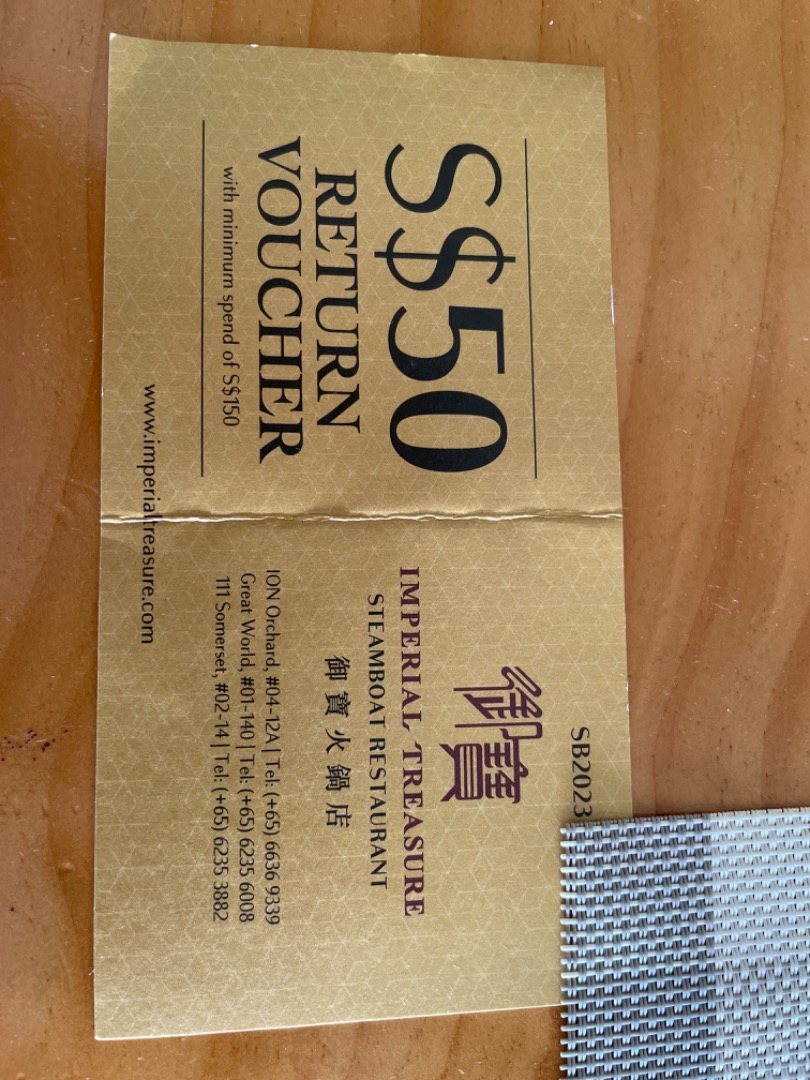 S$50
RETURN
VOUCHER
with minimum spend of S$150
www.imperialtreasure.com
SB2023
御寶
IMPERIAL TREASURE
STEAMBOAT RESTAURANT
御寶火鍋店
ION Orchard, #04-12A | Tel: (+65) 6636 9339
Great World, #01-140 | Tel: (+65) 6235 6008
111 Somerset, #02-14 | Tel: (+65) 6235 3882